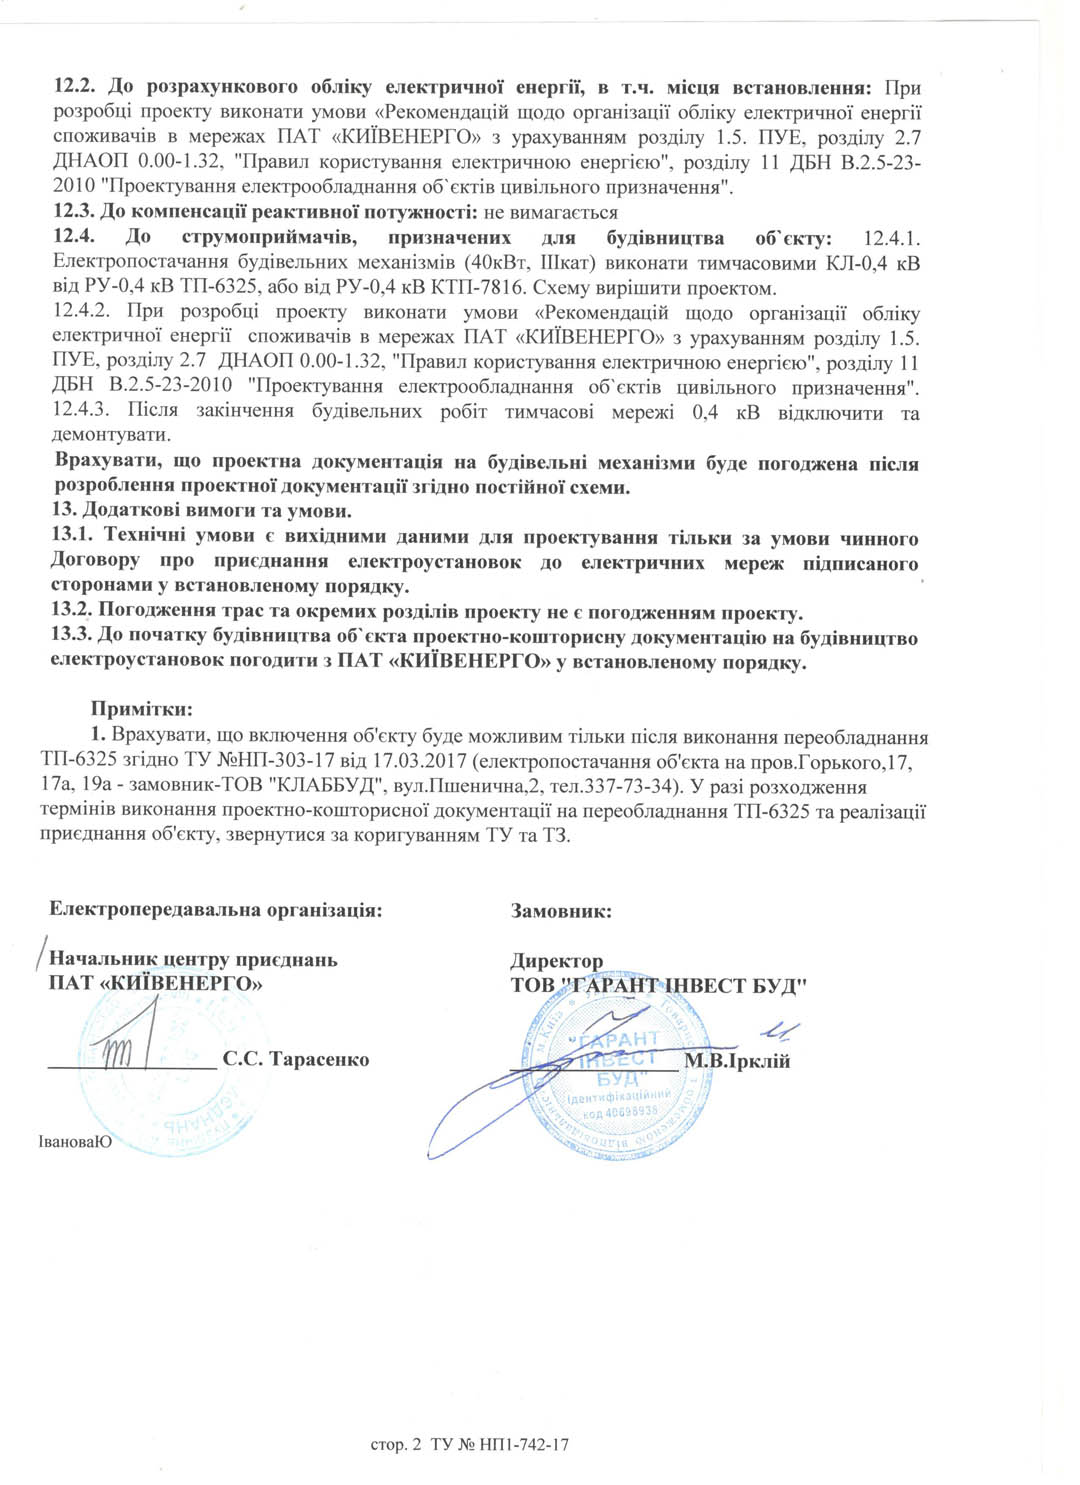 12.2. До розрахункового обліку електричної енергії, в т.ч. місця встановлення: При
розробці проекту виконати умови «Рекомендацій щодо організації обліку електричної енергії
споживачів в мережах ПАТ «КИЇВЕНЕРГО» з урахуванням розділу 1.5. ПУЕ, розділу 2.7
ДНАОП 0.00-1.32, "Правил користування електричною енергією", розділу 11 ДБН В.2.5-23-
2010 "Проектування електрообладнання об`єктів цивільного призначення".
12.3. До компенсації реактивної потужності: не вимагається
12.4. До струмоприймачів, призначених для будівництва об`єкту: 12.4.1.
Електропостачання будівельних механізмів (40кВт, ІІІкат) виконати тимчасовими КЛ-0,4 кВ
від РУ-0,4 кВ ТП-6325, або від РУ-0,4 кВ КТП-7816. Схему вирішити проектом.
12.4.2. При розробці проекту виконати умови «Рекомендацій щодо організації обліку
електричної енергії споживачів в мережах ПАТ «КИЇВЕНЕРГО» з урахуванням розділу 1.5.
ПУЕ, розділу 2.7 ДНАОП 0.00-1.32, "Правил користування електричною енергією", розділу 11
ДБН В.2.5-23-2010 "Проектування електрообладнання об`єктів цивільного призначення".
12.4.3. Після закінчення будівельних робіт тимчасові мережі 0,4 кВ відключити та
демонтувати.
Врахувати, що проектна документація на будівельні механізми буде погоджена після
розроблення проектної документації згідно постійної схеми.
13. Додаткові вимоги та умови.
13.1. Технічні умови є вихідними даними для проектування тільки за умови чинного
Договору про приєднання електроустановок до електричних мереж підписаного
сторонами у встановленому порядку.
13.2. Погодження трас та окремих розділів проекту не є погодженням проекту.
13.3. До початку будівництва об`єкта проектно-кошторисну документацію на будівництво
електроустановок погодити з ПАТ «КИЇВЕНЕРГО» у встановленому порядку.
Примітки:
1. Врахувати, що включення об'єкту буде можливим тільки після виконання переобладнання
ТП-6325 згідно ТУ №НП-303-17 від 17.03.2017 (електропостачання об'єкта на пров.Горького,17,
17а, 19а - замовник-ТОВ "КЛАББУД", вул.Пшенична,2, тел.337-73-34). У разі розходження
термінів виконання проектно-кошторисної документації на переобладнання ТП-6325 та реалізації
приєднання об'єкту, звернутися за коригуванням ТУ та ТЗ.
Електропередавальна організація: Замовник:
Начальник центру приєднань Директор
ПАТ «КИЇВЕНЕРГО» ТОВ "ГАРАНТ ІНВЕСТ БУД"
С.С. Тарасенко М.В.Ірклій
"ГАРАНТ
ІНВЕСТ
БУД"
Ідентифікаційний
код 40698938
ІвановаЮ
стор. 2 ТУ № НП1-742-17